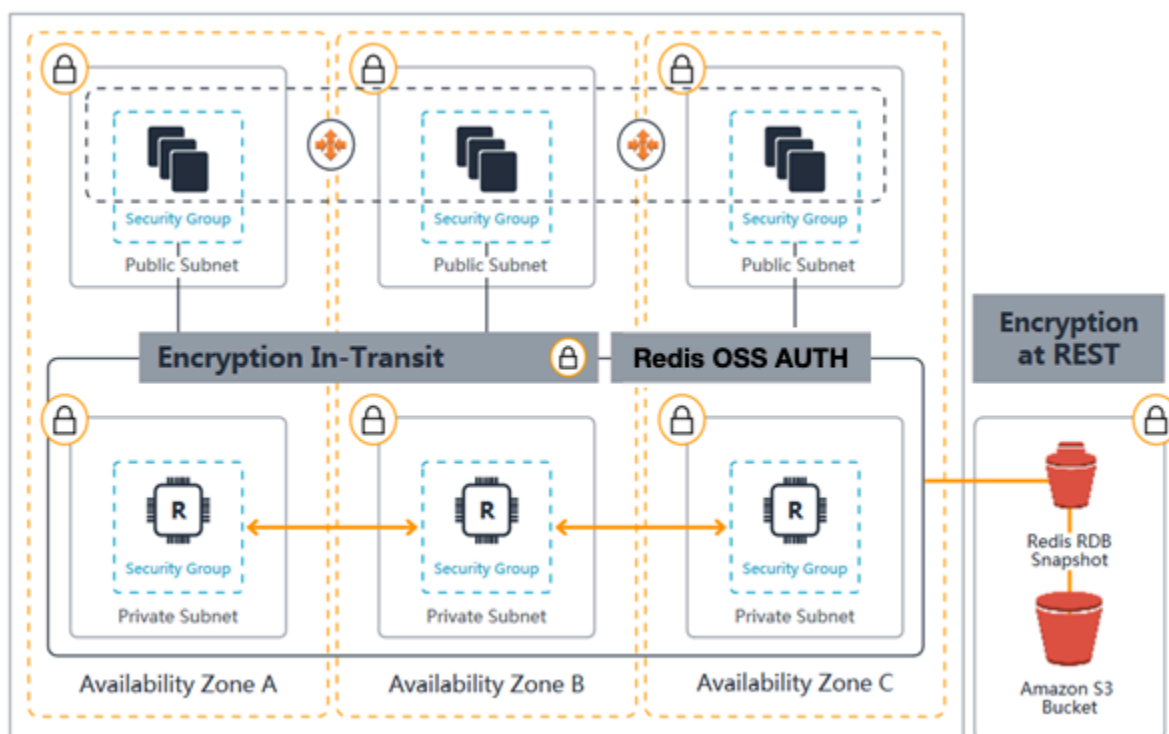 Security Group
Security Group
Security Group
Public Subnet
Public Subnet
Public Subnet
Encryption In-Transit
Redis OSS AUTH
Encryption
at REST
R
R
R
Security Group
Security Group
Security Group
Private Subnet
Private Subnet
Private Subnet
Availability Zone A
Availability Zone B
Availability Zone C
Redis RDB
Snapshot
Amazon S3
Bucket